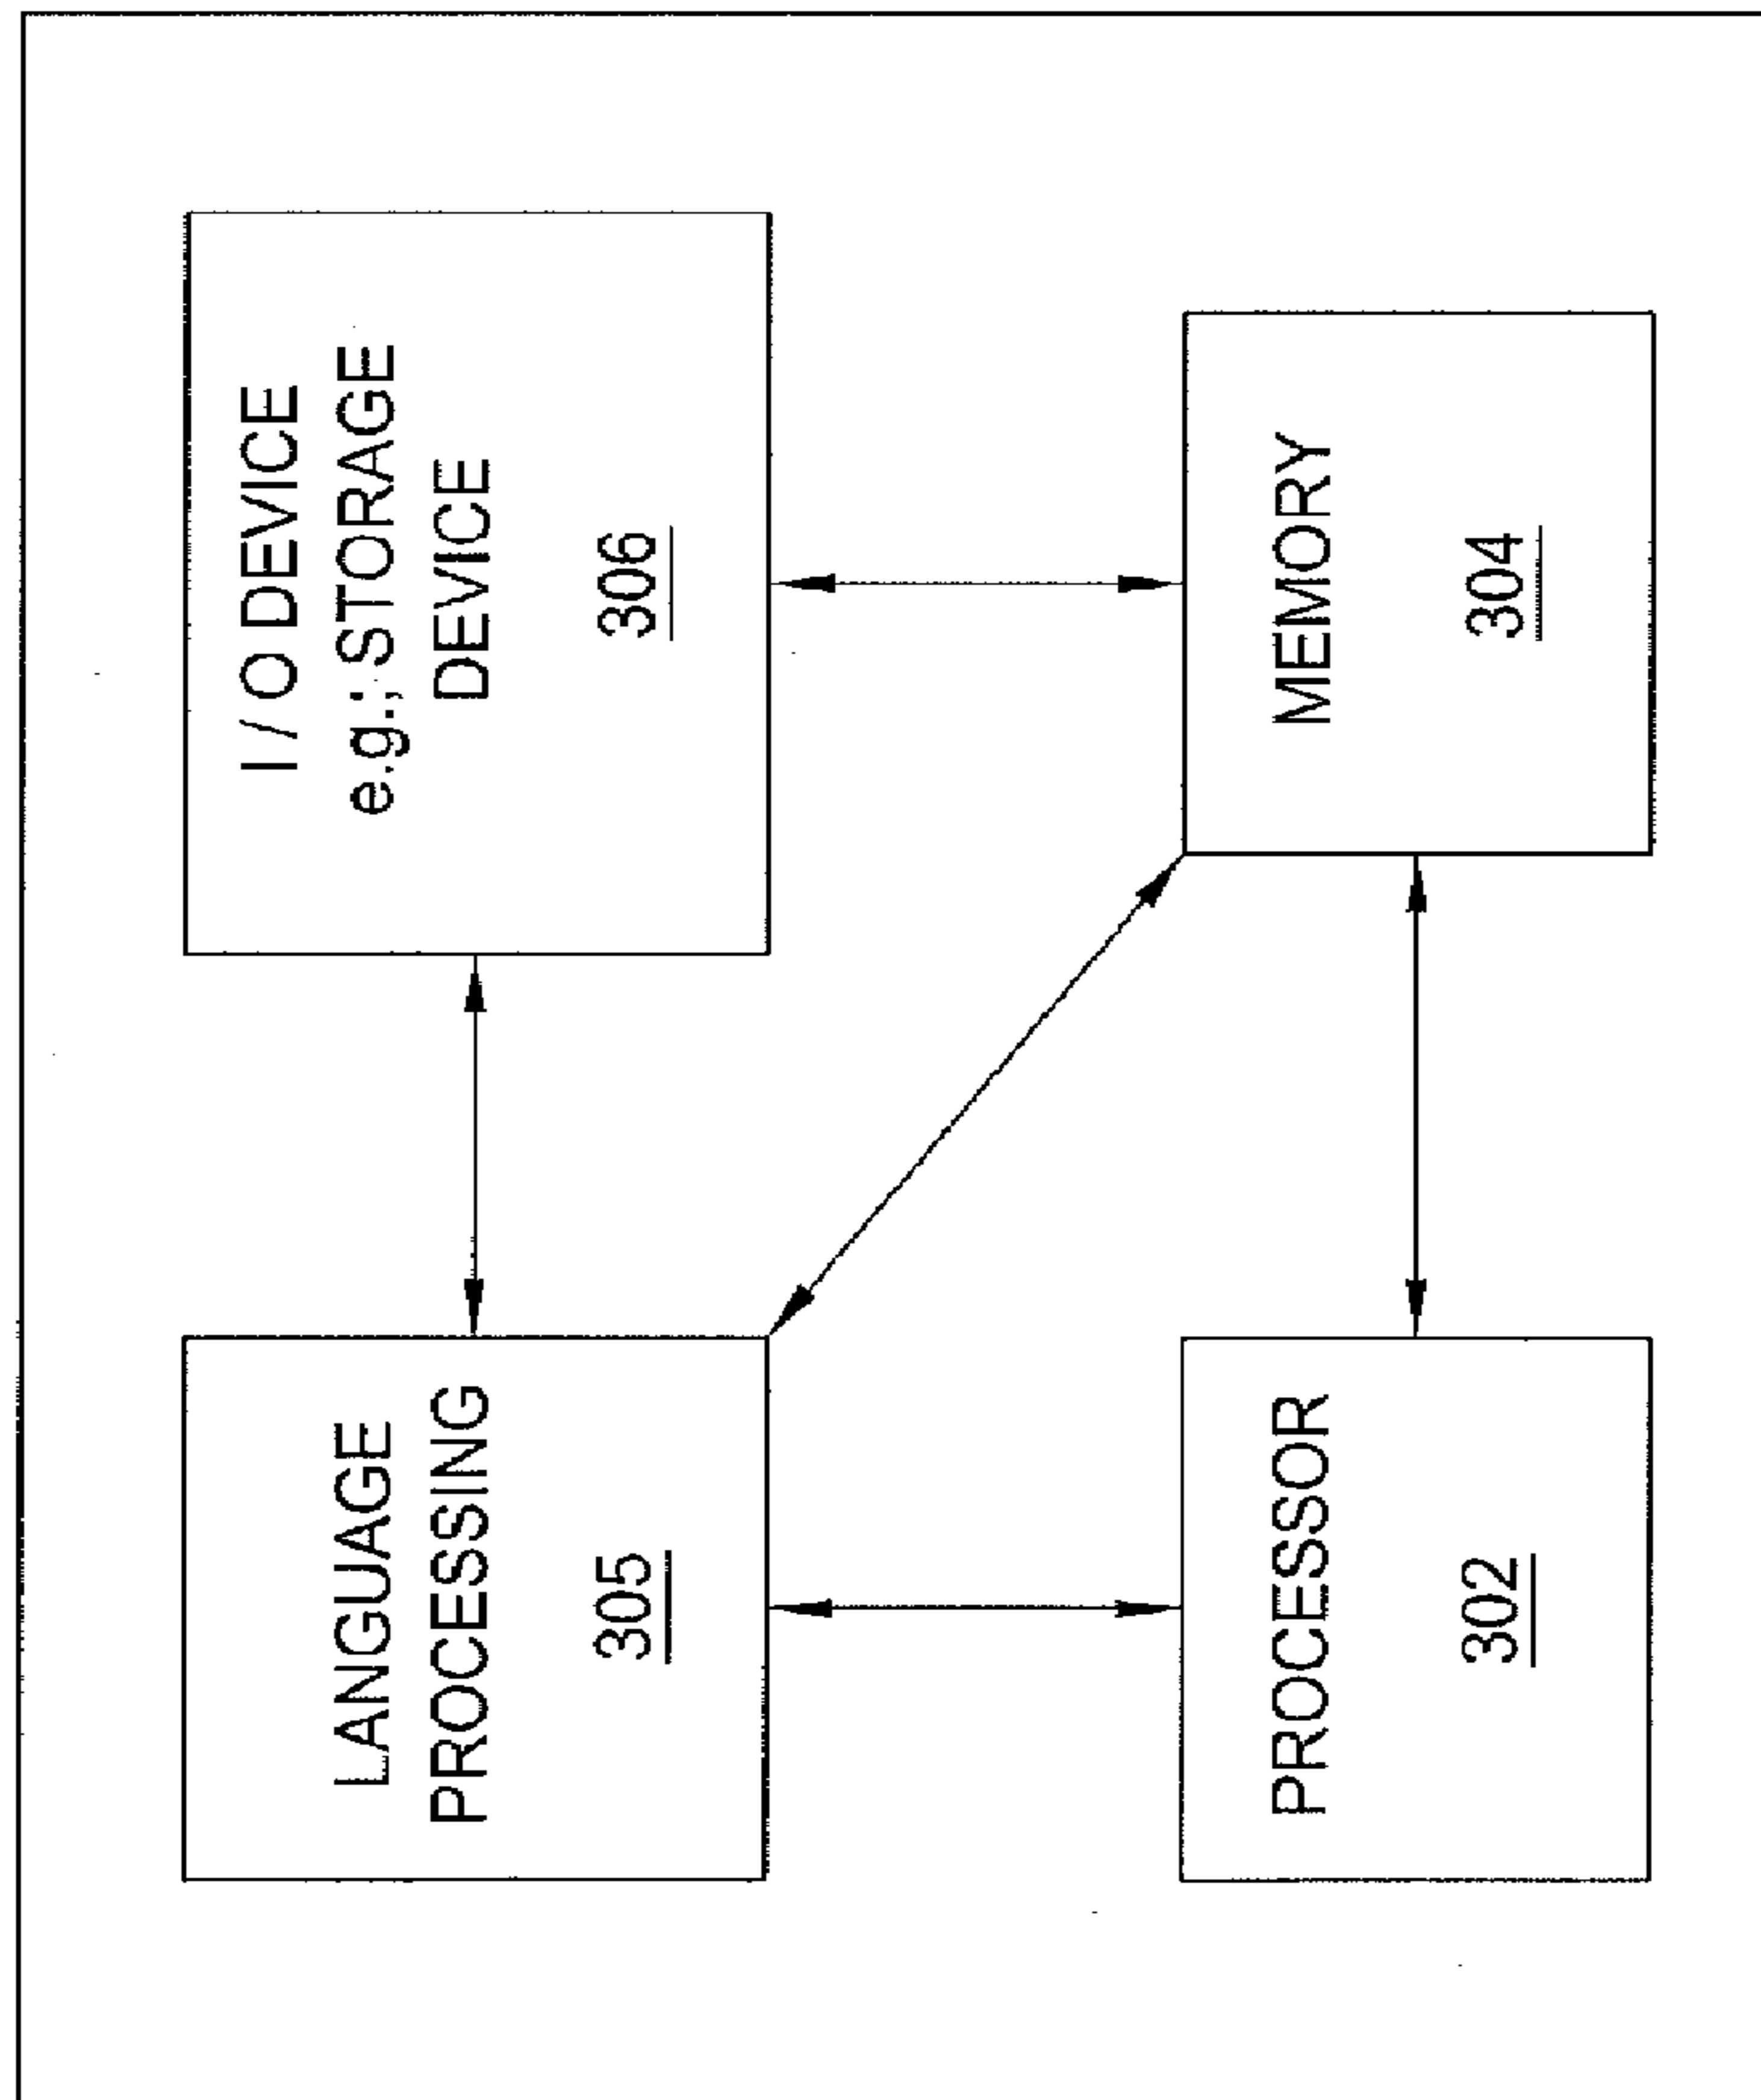 LANGUAGE
PROCESSING
305
I / O DEVICE
e.g.; STORAGE
DEVICE
306
PROCESSOR
302
MEMORY
304